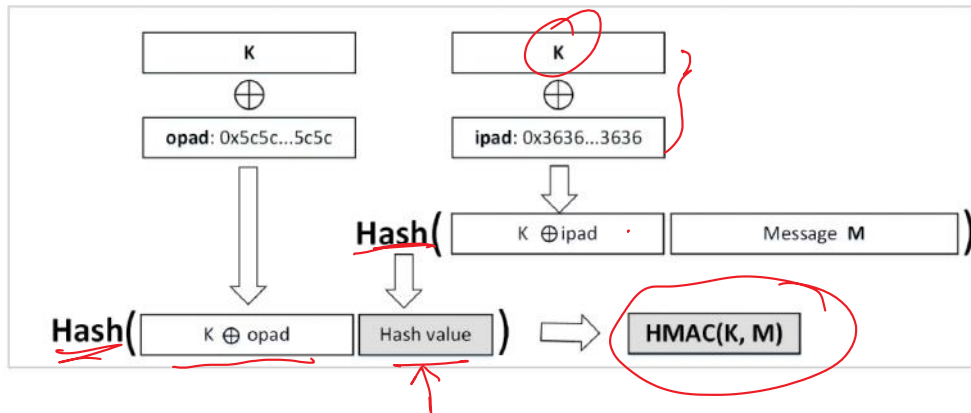 K K
⊕ ⊕
opad: 0x5c5c...5c5c ipad: 0x3636...3636
Hash( K ⊕ ipad Message M )
Hash( K ⊕ opad Hash value ) HMAC(K, M)